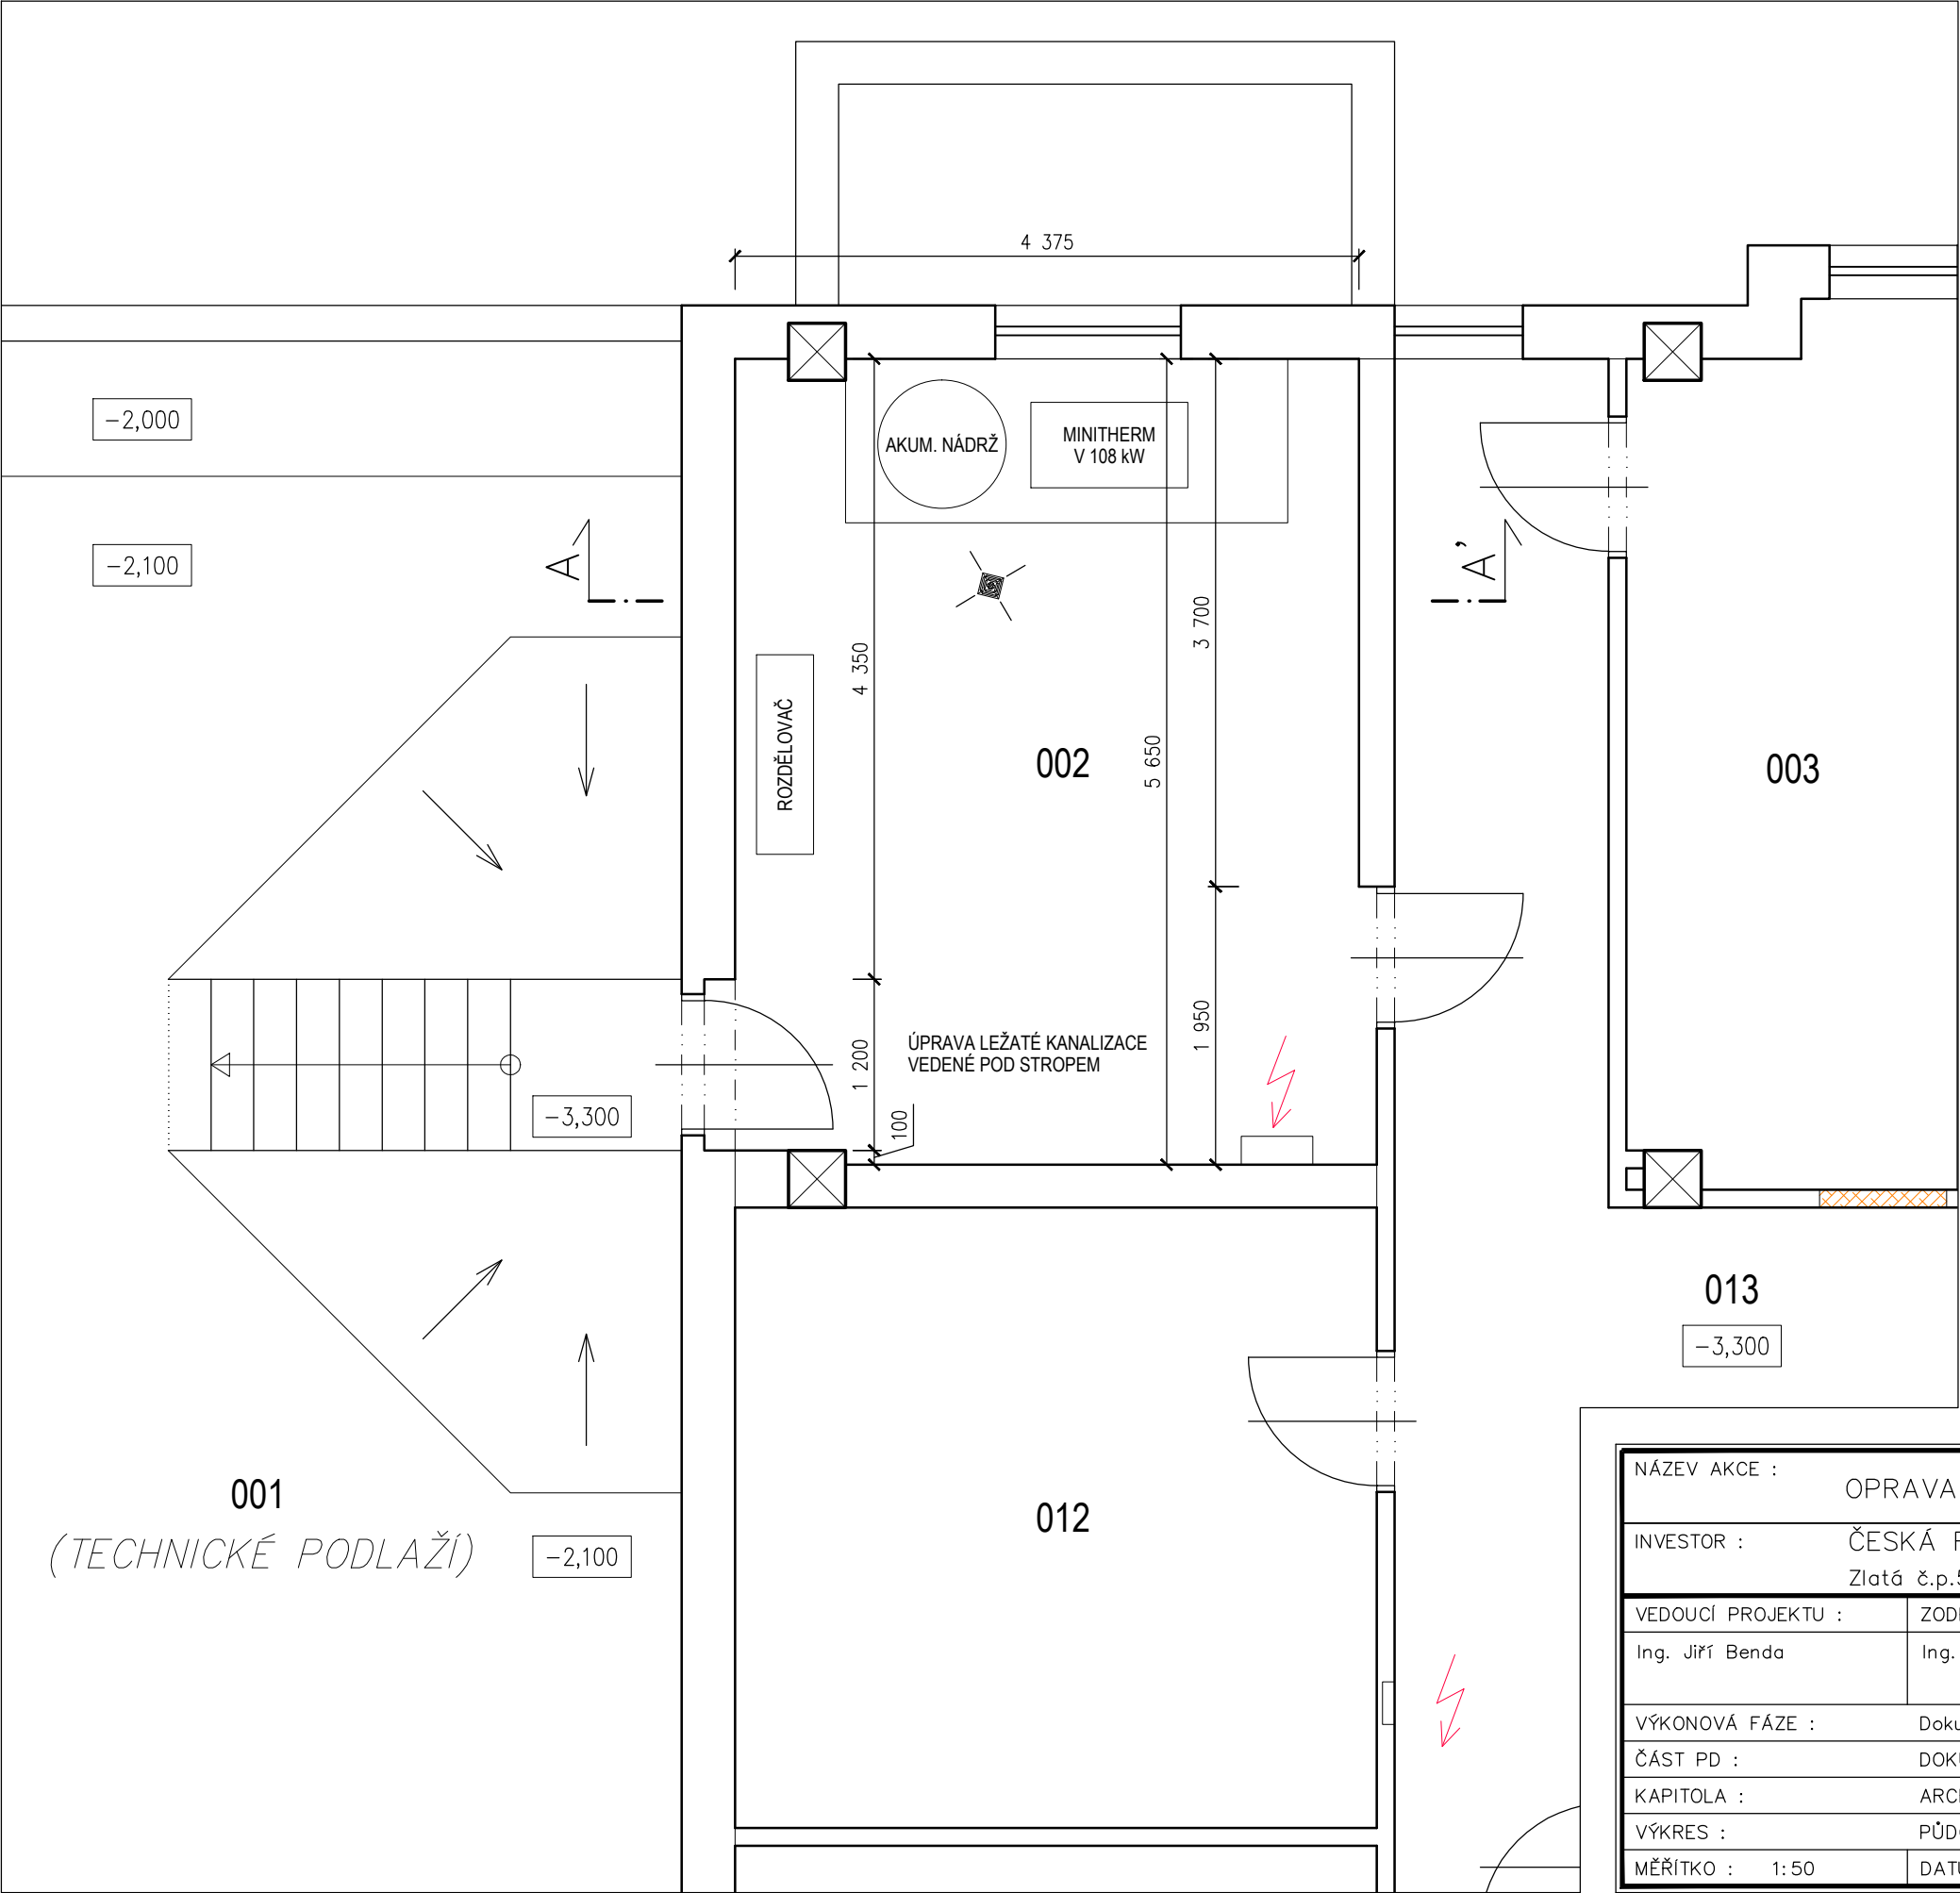 4 375
-2,000
AKUM. NÁDRŽ
MINITHERM
V 108 kW
-2,100
A
A'
4 350
3 700
ROZDĚLOVAČ
002
5 650
003
ÚPRAVA LEŽATÉ KANALIZACE
VEDENÉ POD STROPEM
1 200
1 950
100
-3,300
013
-3,300
001
(TECHNICKÉ PODLAŽÍ)
-2,100
012
NÁZEV AKCE :
OPRAVA
INVESTOR :
ČESKÁ
Zlatá č.p.
VEDOUCÍ PROJEKTU :
Ing. Jiří Benda
Ing.
VÝKONOVÁ FÁZE :
ČÁST PD :
KAPITOLA :
VÝKRES :
MĚŘÍTKO : 1:50